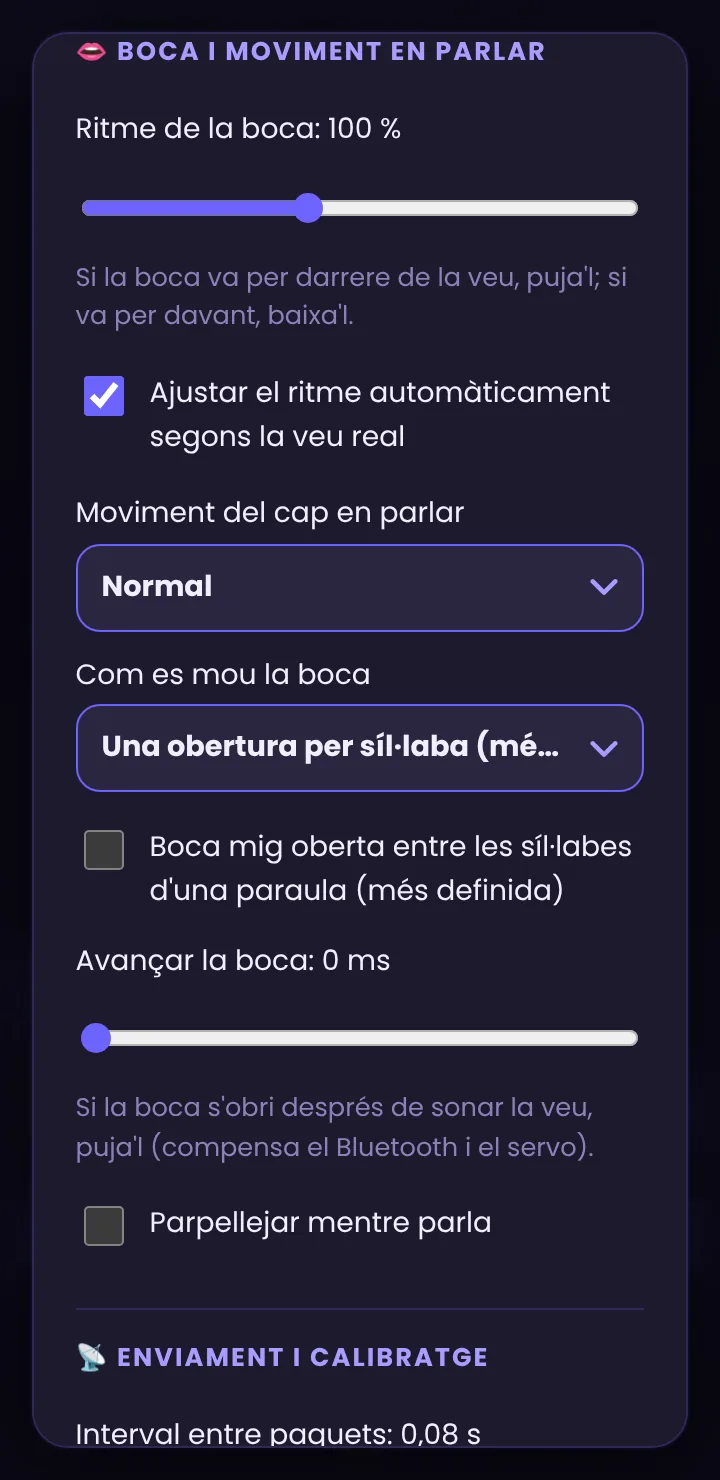 BOCA I MOVIMENT EN PARLAR
Ritme de la boca: 100 %
Si la boca va per darrere de la veu, puja'l; si
va per davant, baixa'l.
Ajustar el ritme automàticament
segons la veu real
Moviment del cap en parlar
Normal
Com es mou la boca
Una obertura per síl·laba (mé...
Boca mig oberta entre les síl·labes
d'una paraula (més definida)
Avançar la boca: 0 ms
Si la boca s'obri després de sonar la veu,
puja'l (compensa el Bluetooth i el servo).
Parpellejar mentre parla
ENVIAMENT I CALIBRATGE
Interval entre paquets: 0,08 s